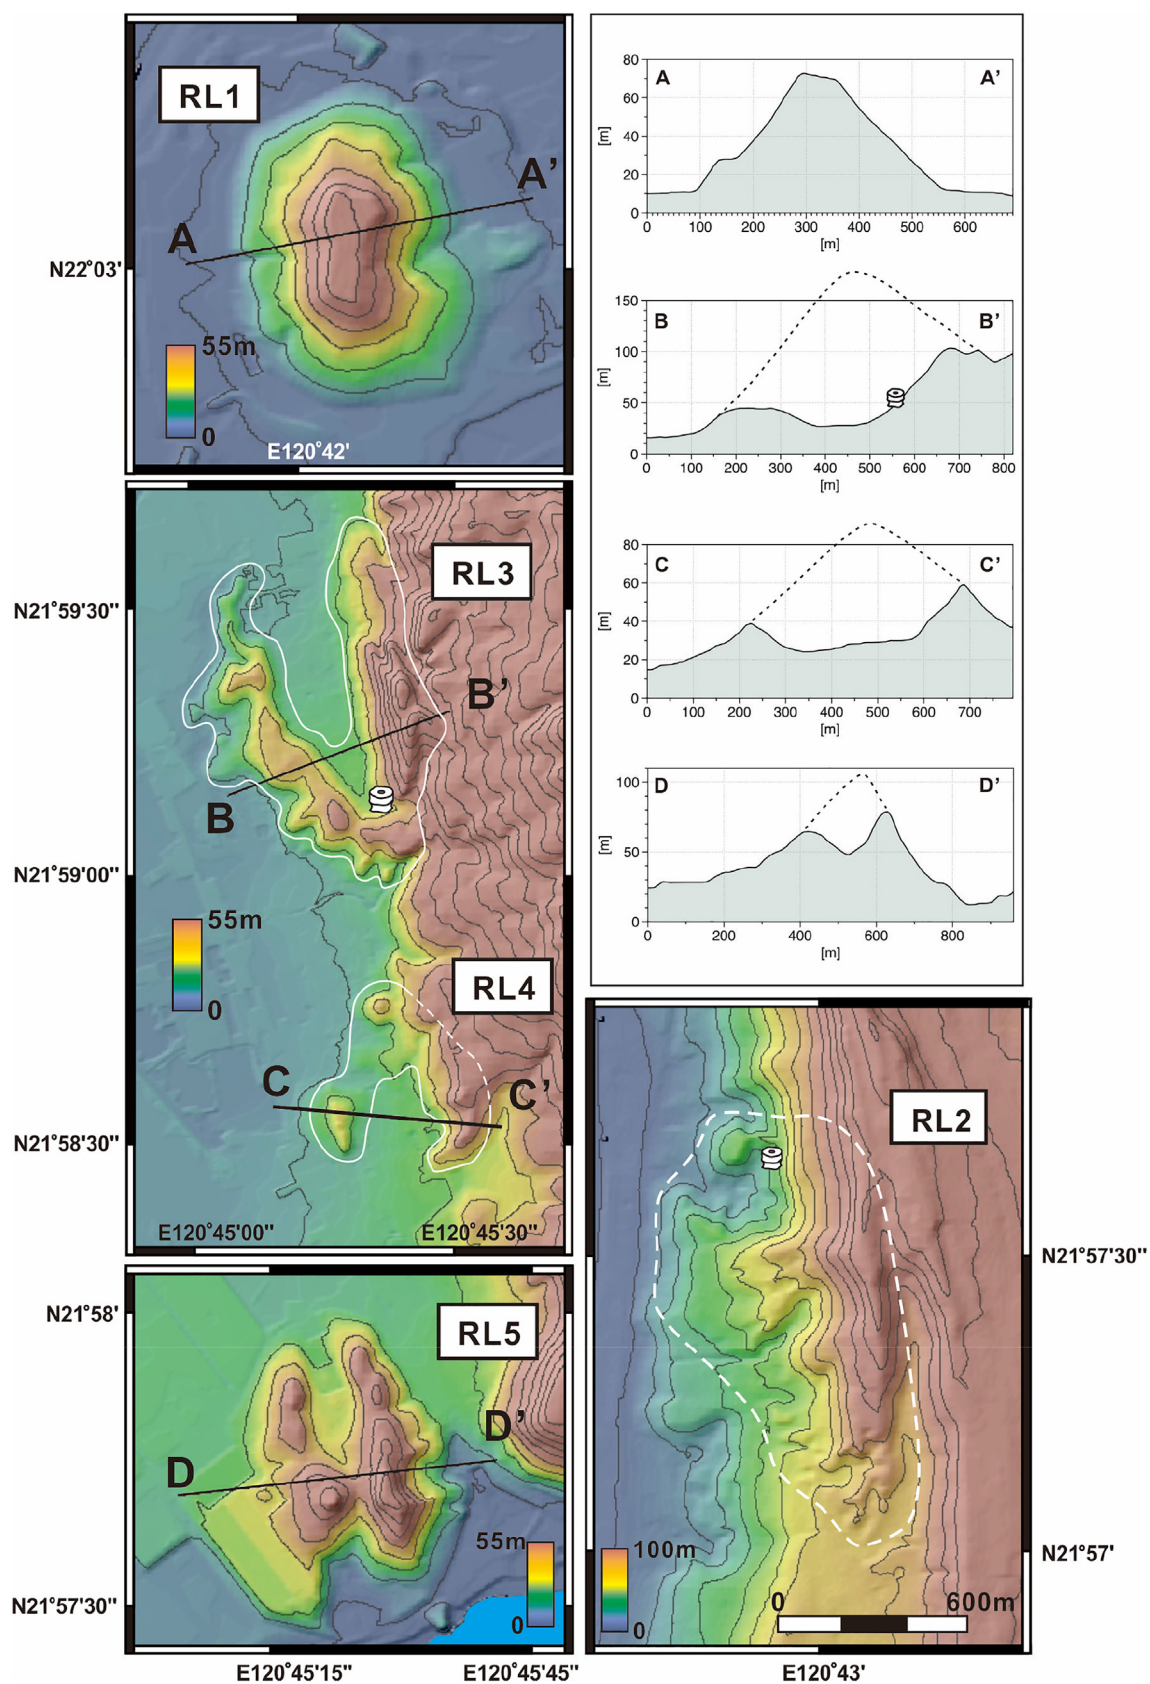 RL1
A
A'
N22°03'
55m
0
E120°42'
RL3
N21°59'30"
B
B'
N21°59'00"
55m
0
RL4
C
C'
N21°58'30"
E120°45'00"
E120°45'30"
N21°58'
RL5
D
D'
55m
0
N21°57'30"
E120°45'15"
E120°45'45"
A
A'
80
60
40
20
0
[m]
0 100 200 300 400 500 600
[m]
B
B'
150
100
50
0
[m]
0 100 200 300 400 500 600 700 800
[m]
C
C'
80
60
40
20
0
[m]
0 100 200 300 400 500 600 700
[m]
D
D'
100
50
0
[m]
0 200 400 600 800
[m]
RL2
N21°57'30"
N21°57'
100m
0
0 600m
E120°43'